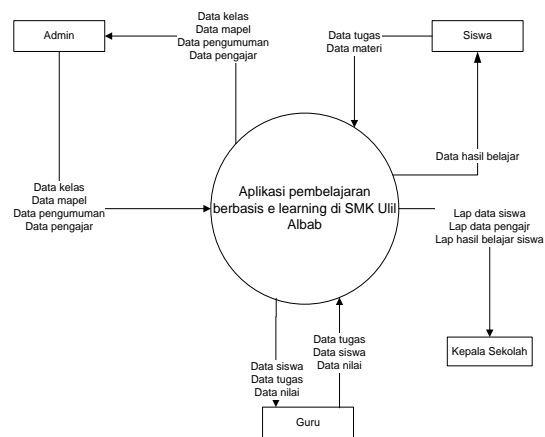 Admin
Data kelas
Data mapel
Data pengumuman
Data pengajar
Data tugas
Data materi
Siswa
Data hasil belajar
Data kelas
Data mapel
Data pengumuman
Data pengajar
Aplikasi pembelajaran
berbasis e learning di SMK Ulil
Albab
Lap data siswa
Lap data pengajr
Lap hasil belajar siswa
Kepala Sekolah
Data siswa
Data tugas
Data nilai
Data tugas
Data siswa
Data nilai
Guru